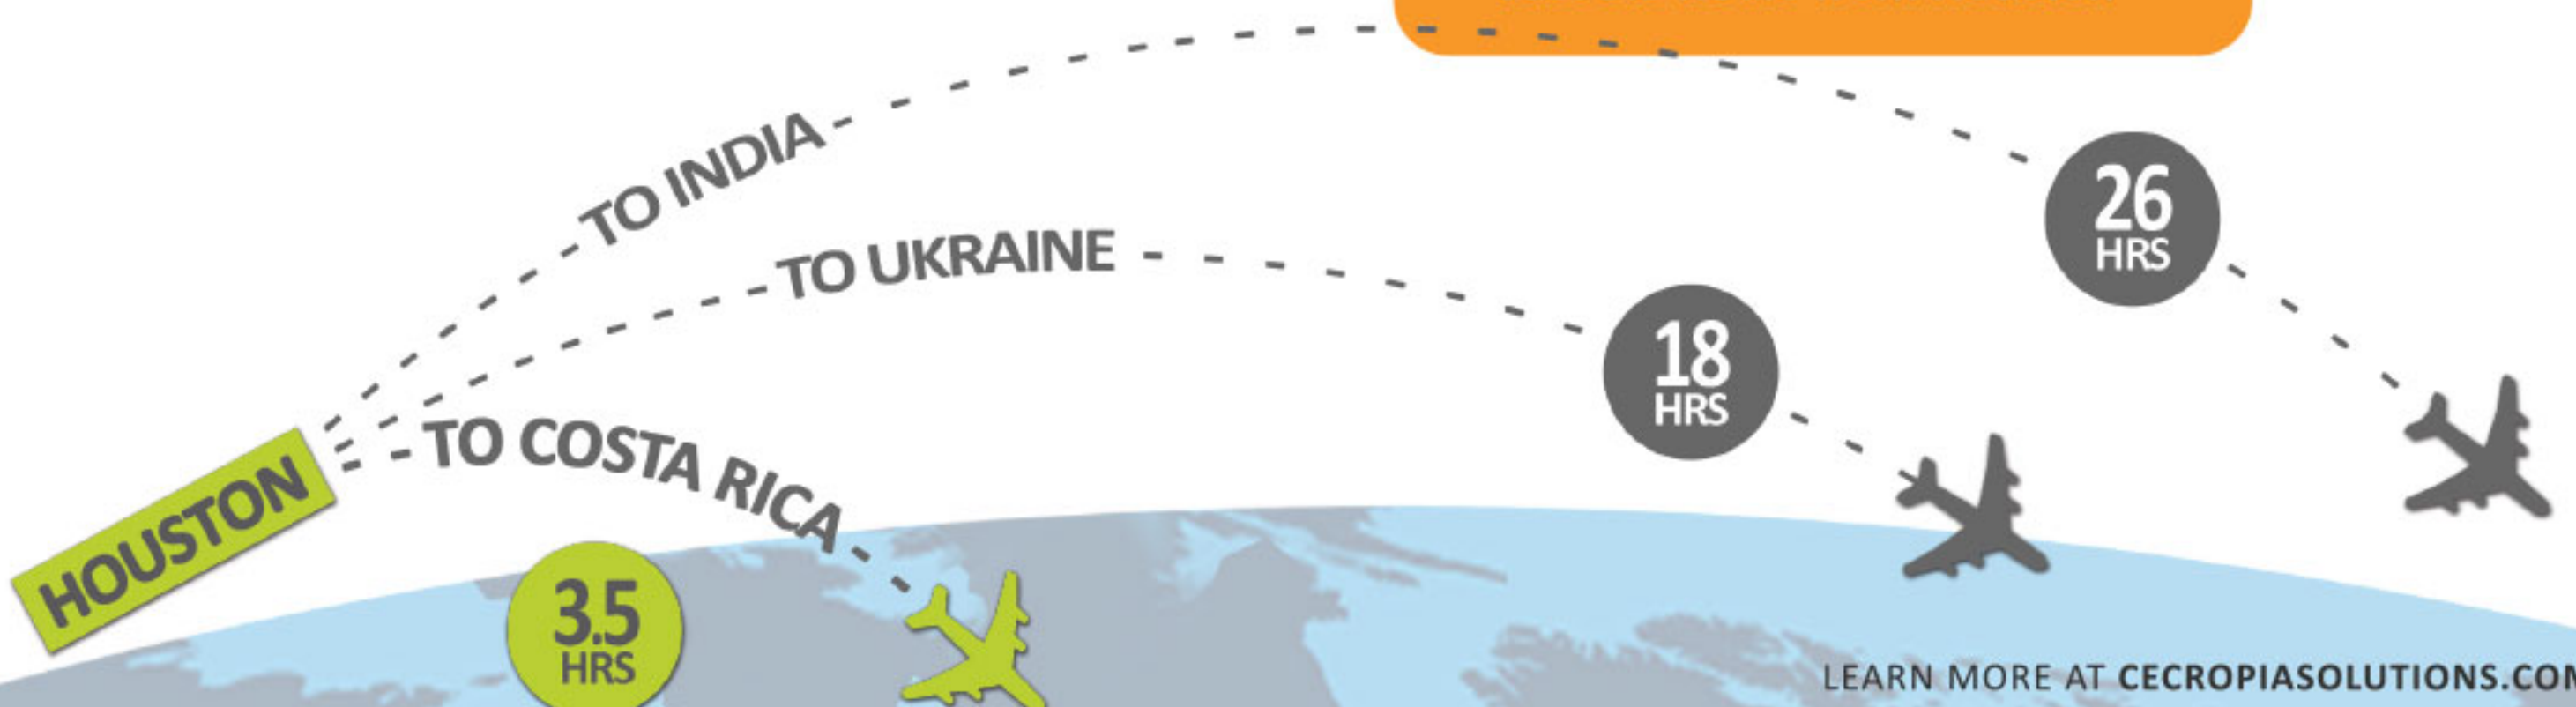 TO INDIA
26
HRS
TO UKRAINE
18
HRS
TO COSTA RICA
HOUSTON
3.5
HRS
LEARN MORE AT CECROPIASOLUTIONS.COM